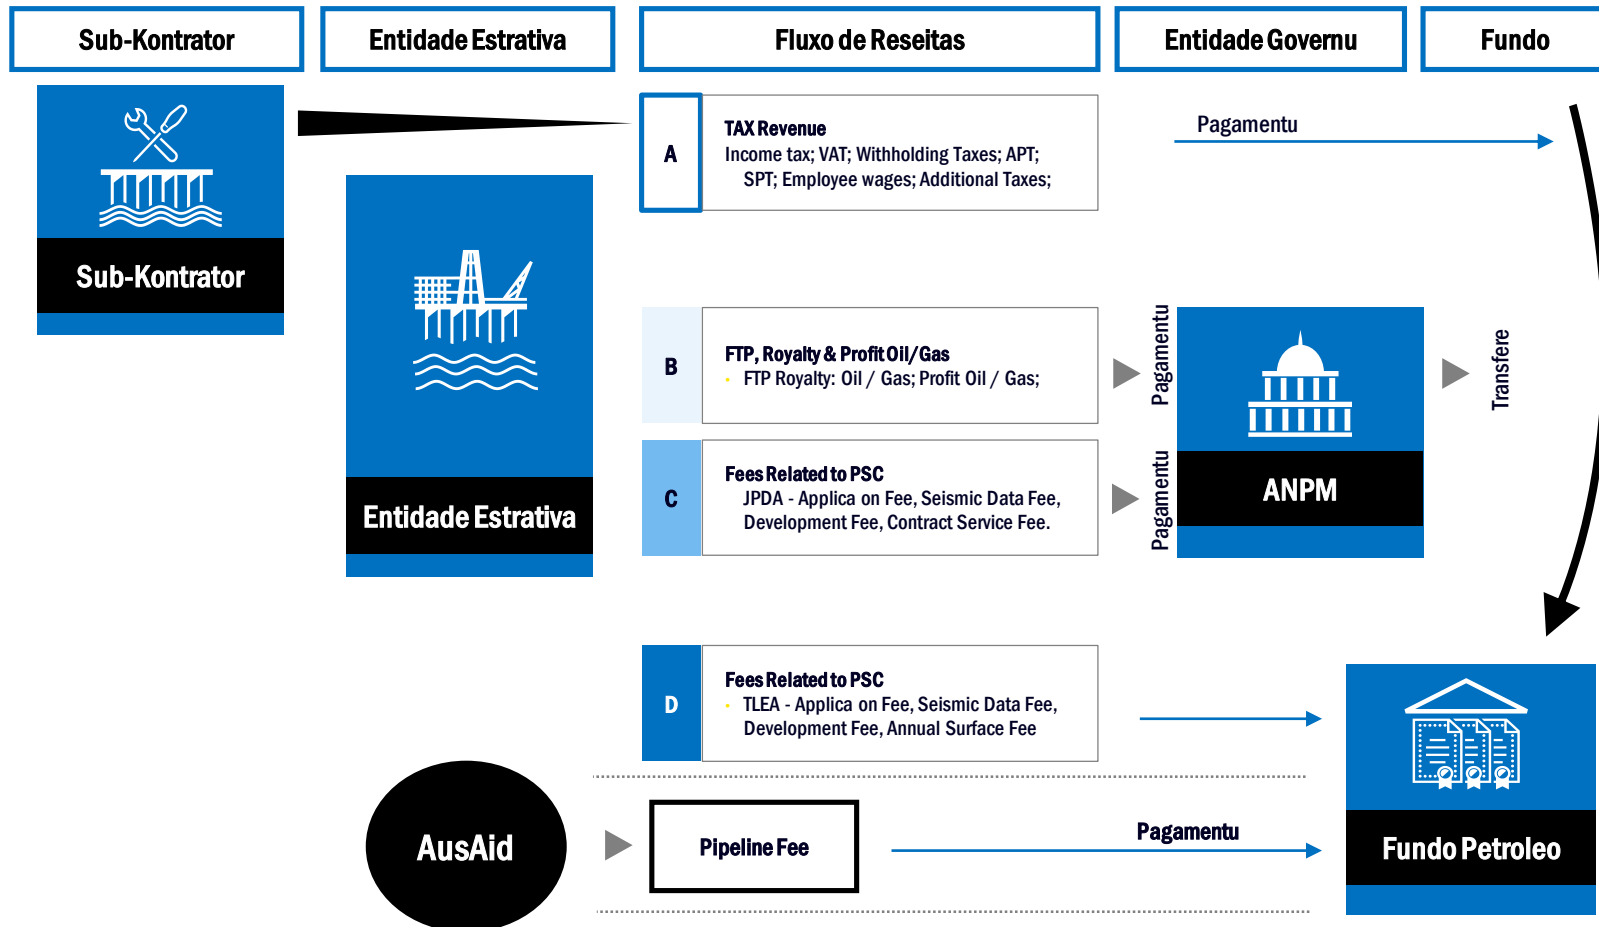 Sub-Kontrator
Entidade Estrativa
Fluxo de Reseitas
Entidade Governu
Fundo
Sub-Kontrator
Entidade Estrativa
A
TAX Revenue
Income tax; VAT; Withholding Taxes; APT;
SPT; Employee wages; Additional Taxes;
Pagamentu
B
FTP, Royalty & Profit Oil/Gas
FTP Royalty: Oil / Gas; Profit Oil / Gas;
Pagamentu
C
Fees Related to PSC
JPDA - Applica on Fee, Seismic Data Fee,
Development Fee, Contract Service Fee.
Pagamentu
ANPM
Transfere
D
Fees Related to PSC
TLEA - Applica on Fee, Seismic Data Fee,
Development Fee, Annual Surface Fee
AusAid
Pipeline Fee
Pagamentu
Fundo Petroleo